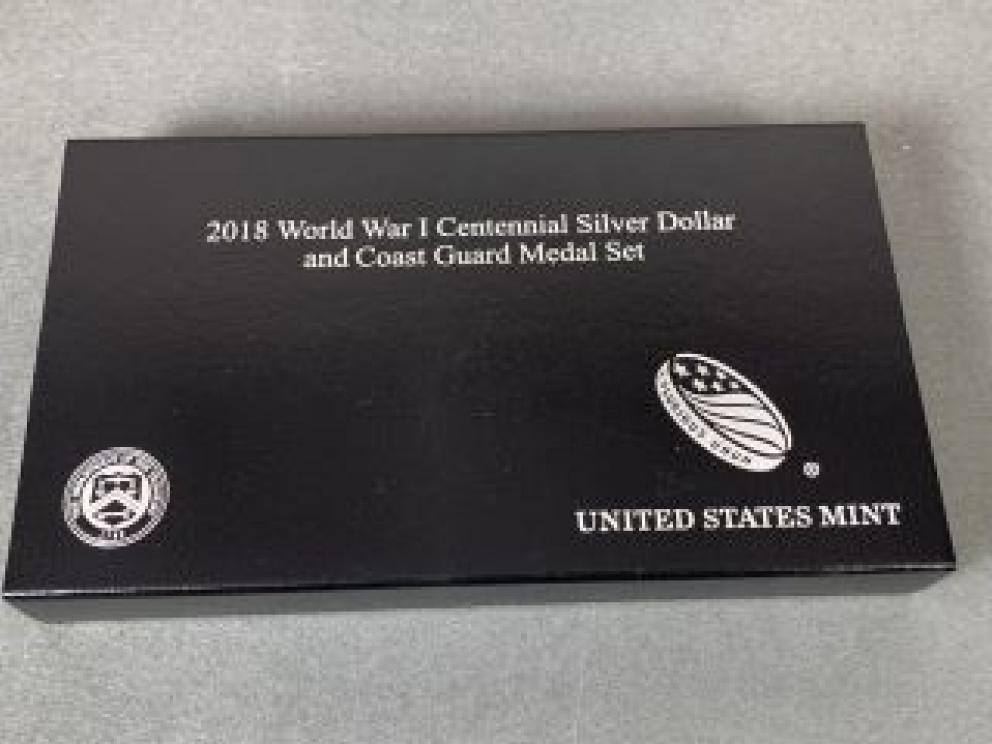 2018 World War I Centennial Silver Dollar
and Coast Guard Medal Set
®
UNITED STATES MINT